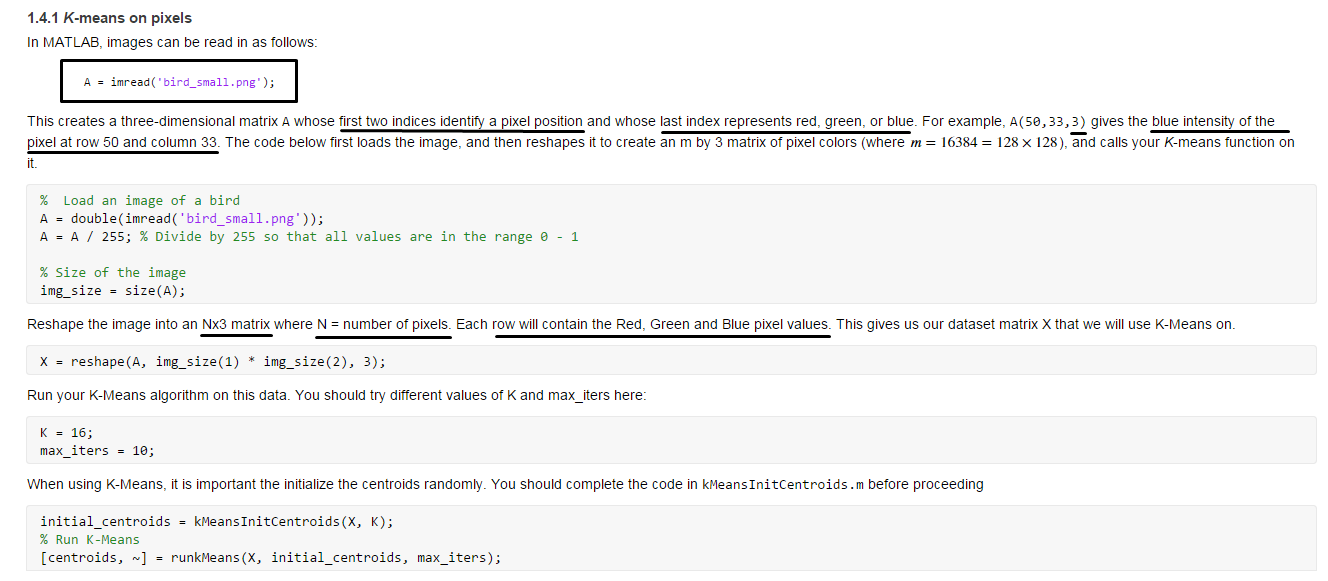 1.4.1 K-means on pixels
In MATLAB, images can be read in as follows:
A = imread('bird_small.png');
This creates a three-dimensional matrix A whose first two indices identify a pixel position and whose last index represents red, green, or blue. For example, A(50,33,3) gives the blue intensity of the
pixel at row 50 and column 33. The code below first loads the image, and then reshapes it to create an m by 3 matrix of pixel colors (where m = 16384 = 128 × 128), and calls your K-means function on
it.
%  Load an image of a bird
A = double(imread('bird_small.png'));
A = A / 255; % Divide by 255 so that all values are in the range 0 - 1
% Size of the image
img_size = size(A);
Reshape the image into an Nx3 matrix where N = number of pixels. Each row will contain the Red, Green and Blue pixel values. This gives us our dataset matrix X that we will use K-Means on.
X = reshape(A, img_size(1) * img_size(2), 3);
Run your K-Means algorithm on this data. You should try different values of K and max_iters here:
K = 16;
max_iters = 10;
When using K-Means, it is important the initialize the centroids randomly. You should complete the code in kMeansInitCentroids.m before proceeding
initial_centroids = kMeansInitCentroids(X, K);
% Run K-Means
[centroids, ~] = runkMeans(X, initial_centroids, max_iters);